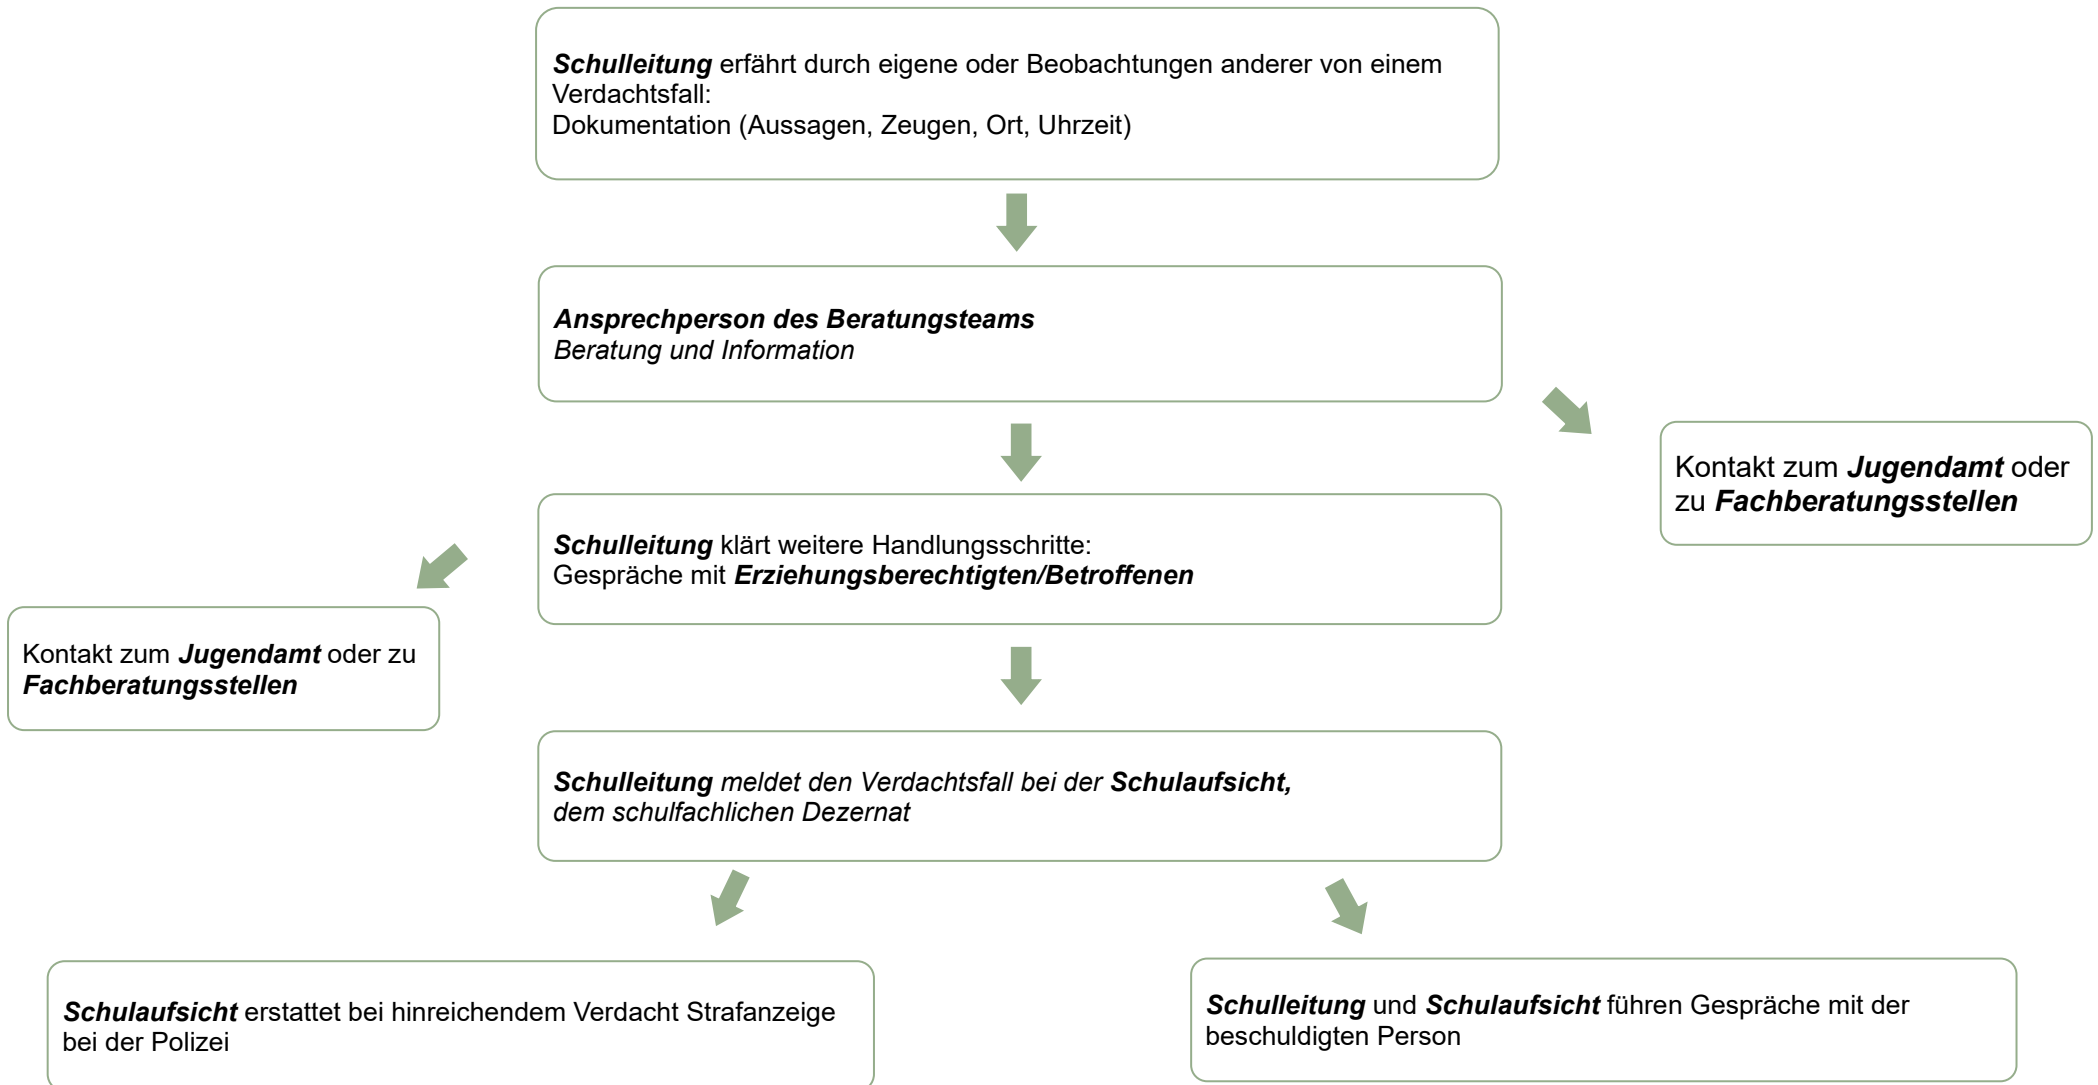 Schulleitung erfährt durch eigene oder Beobachtungen anderer von einem
Verdachtsfall:
Dokumentation (Aussagen, Zeugen, Ort, Uhrzeit)
Ansprechperson des Beratungsteams
Beratung und Information
Kontakt zum Jugendamt oder
zu Fachberatungsstellen
Schulleitung klärt weitere Handlungsschritte:
Gespräche mit Erziehungsberechtigten/Betroffenen
Kontakt zum Jugendamt oder zu
Fachberatungsstellen
Schulleitung meldet den Verdachtsfall bei der Schulaufsicht,
dem schulfachlichen Dezernat
Schulaufsicht erstattet bei hinreichendem Verdacht Strafanzeige
bei der Polizei
Schulleitung und Schulaufsicht führen Gespräche mit der
beschuldigten Person